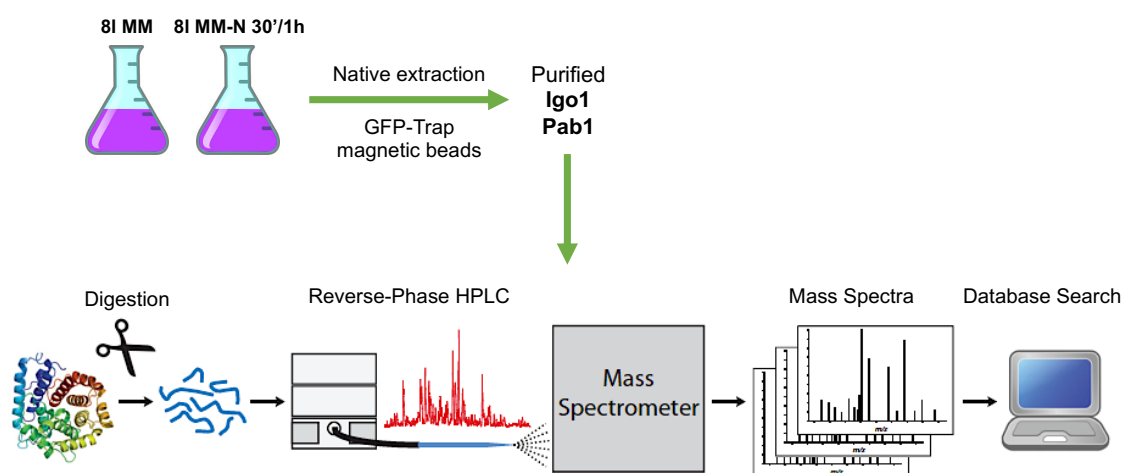 8l MM
8l MM-N 30’/1h
Native extraction
GFP-Trap
magnetic beads
Purified
Igo1
Pab1
Digestion
Reverse-Phase HPLC
Mass
Spectrometer
Mass Spectra
m/z
m/z
m/z
Database Search